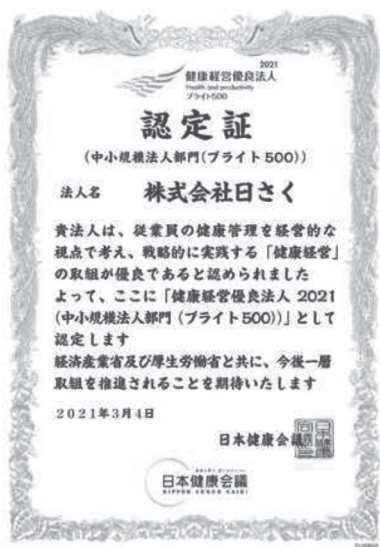 2021
健康経営優良法人
Health and productivity
ブライト500
認定証
(中小規模法人部門(ブライト500))
法人名 株式会社日さく
貴法人は、従業員の健康管理を経営的な
視点で考え、戦略的に実践する「健康経営」
の取組が優良であると認められました
よって、ここに「健康経営優良法人 2021
(中小規模法人部門 (ブライト500))」として
認定します
経済産業省及び厚生労働省と共に、今後一層
取組を推進されることを期待いたします
2021年3月4日
日本健康会議
日本健康会議
NIPPON KENKO KAIGI